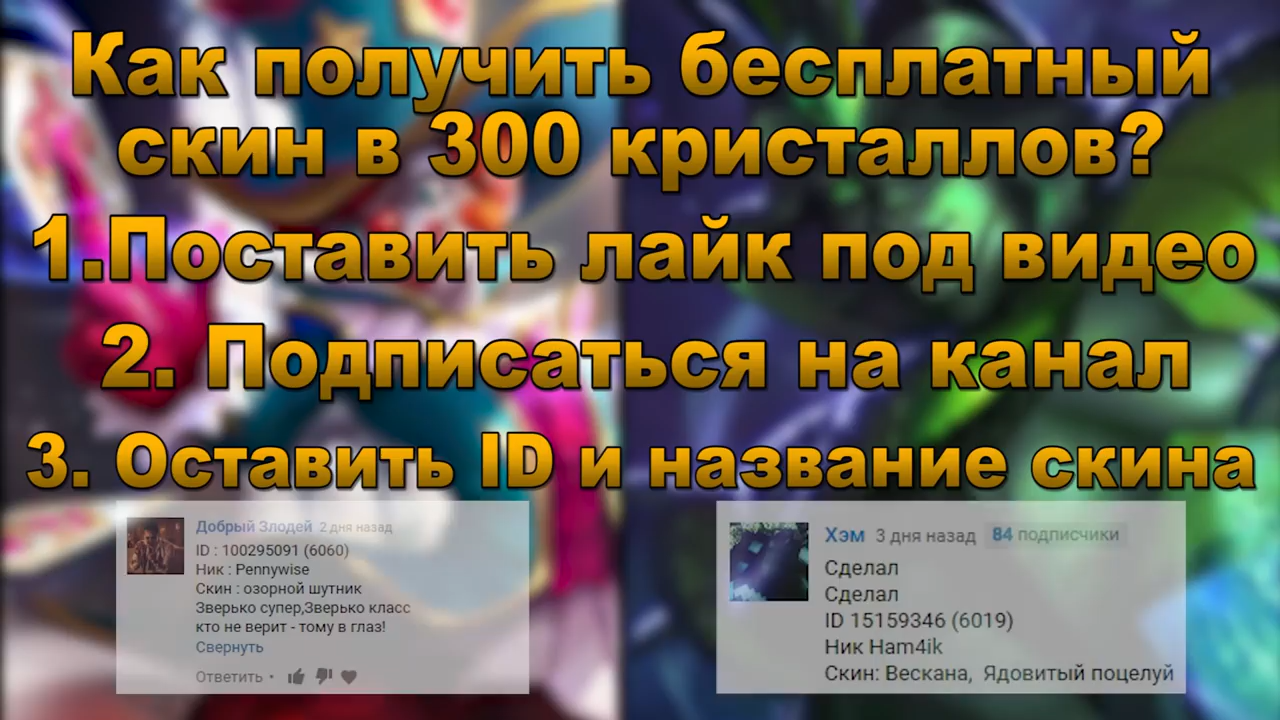 Как получить бесплатный
скин в 300 кристаллов?
1.Поставить лайк под видео
2. Подписаться на канал
3. Оставить ID и название скина
Добрый Злодей 2 дня назад
ID : 100295091 (6060)
Ник : Pennywise
Скин : озорной шутник
Зверько супер,Зверько класс
кто не верит - тому в глаз!
Свернуть
Ответить •
Хэм 3 дня назад 84 подписчики
Сделал
Сделал
ID 15159346 (6019)
Ник Ham4ik
Скин: Вескана, Ядовитый поцелуй